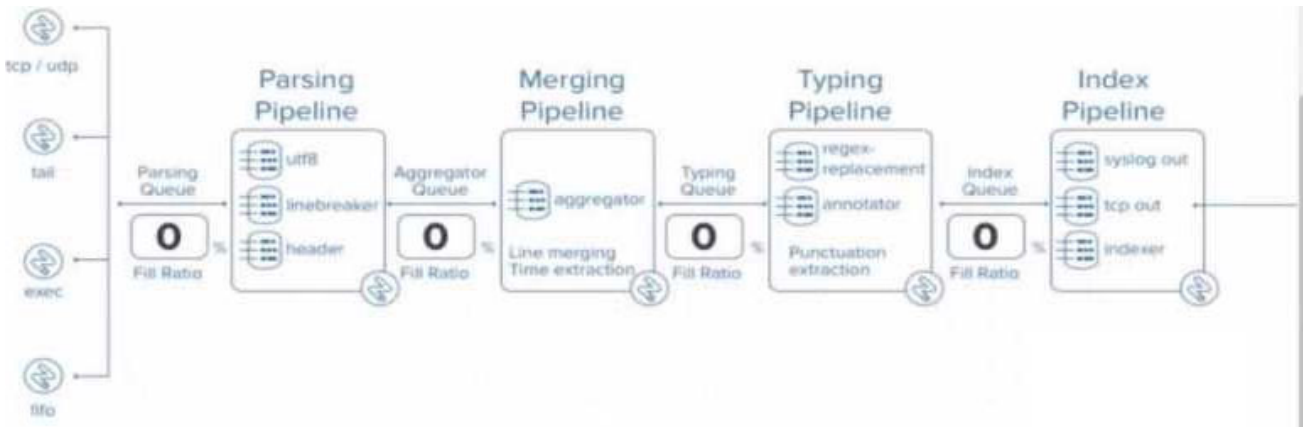 tcp / udp
tail
exec
fifo
Parsing
Queue
0 %
Fill Ratio
Parsing
Pipeline
utf8
linebreaker
header
Aggregator
Queue
0 %
Fill Ratio
Merging
Pipeline
aggregator
Line merging
Time extraction
Typing
Queue
0 %
Fill Ratio
Typing
Pipeline
regex-
replacement
annotator
Punctuation
extraction
Index
Queue
0 %
Fill Ratio
Index
Pipeline
syslog out
tcp out
indexer